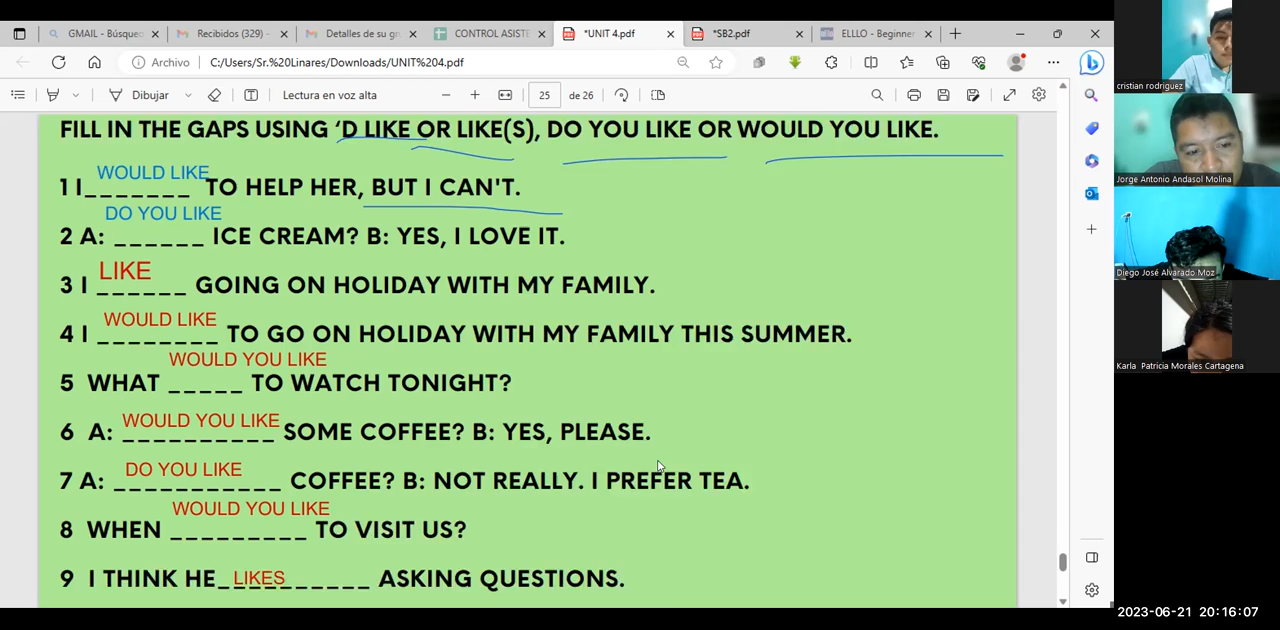 GMAIL - Búsque
Recibidos (329) -
Detalles de su gr
CONTROL ASISTE
*UNIT 4.pdf
*SB2.pdf
ELLLO - Beginner
Archivo
C:/Users/Sr.%20Linares/Downloads/UNIT%204.pdf
Dibujar
Lectura en voz alta
25
de 26
FILL IN THE GAPS USING ‘D LIKE OR LIKE(S), DO YOU LIKE OR WOULD YOU LIKE.
WOULD LIKE
1 I_______ TO HELP HER, BUT I CAN'T.
DO YOU LIKE
2 A: ______ ICE CREAM? B: YES, I LOVE IT.
LIKE
3 I ______ GOING ON HOLIDAY WITH MY FAMILY.
WOULD LIKE
4 I ________ TO GO ON HOLIDAY WITH MY FAMILY THIS SUMMER.
WOULD YOU LIKE
5 WHAT _____ TO WATCH TONIGHT?
WOULD YOU LIKE
6 A: __________ SOME COFFEE? B: YES, PLEASE.
DO YOU LIKE
7 A: ___________ COFFEE? B: NOT REALLY. I PREFER TEA.
WOULD YOU LIKE
8 WHEN _________ TO VISIT US?
9 I THINK HE_LIKES_____ ASKING QUESTIONS.
cristian rodriguez
Jorge Antonio Andasol Molina
Diego José Alvarado Moz
Karla Patricia Morales Cartagena
2023-06-21 20:16:07